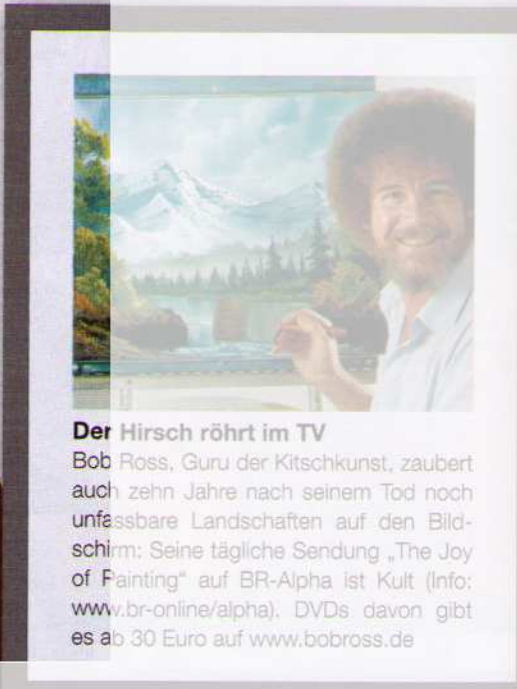 Der Hirsch röhrt im TV
Bob Ross, Guru der Kitschkunst, zaubert
auch zehn Jahre nach seinem Tod noch
unfassbare Landschaften auf den Bild-
schirm: Seine tägliche Sendung „The Joy
of Painting“ auf BR-Alpha ist Kult (Info:
www.br-online/alpha). DVDs davon gibt
es ab 30 Euro auf www.bobross.de